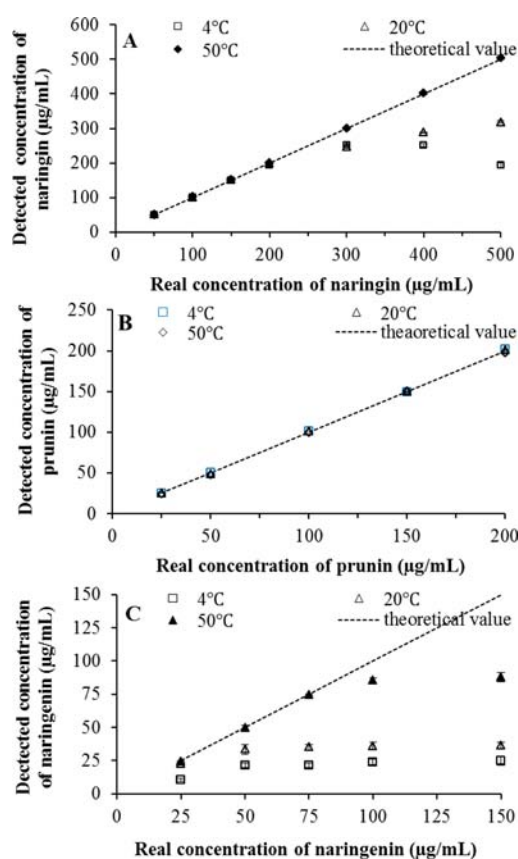 600
A
4°C
20°C
50°C
theoretical value
500
400
300
200
100
0
0 100 200 300 400 500
Detected concentration of
naringin (µg/mL)
Real concentration of naringin (µg/mL)
250
B
4°C
20°C
50°C
theaoretical value
200
150
100
50
0
0 50 100 150 200
Detected concentration of
prunin (µg/mL)
Real concentration of prunin (µg/mL)
150
C
4°C
20°C
50°C
theoretical value
125
100
75
50
25
0
0 25 50 75 100 125 150
Dectected concentration
of naringenin (µg/mL)
Real concentration of naringenin (µg/mL)